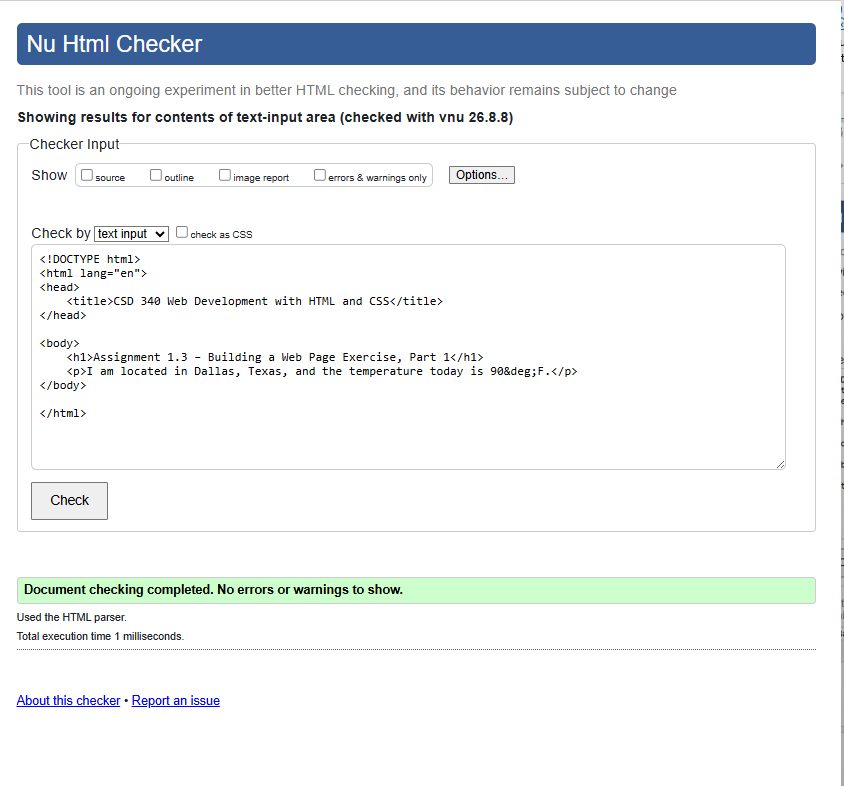 Nu Html Checker
This tool is an ongoing experiment in better HTML checking, and its behavior remains subject to change
Showing results for contents of text-input area (checked with vnu 26.8.8)
Checker Input
Show source outline image report errors & warnings only Options...
Check by text input check as CSS
<!DOCTYPE html>
<html lang="en">
<head>
    <title>CSD 340 Web Development with HTML and CSS</title>
</head>
<body>
    <h1>Assignment 1.3 – Building a Web Page Exercise, Part 1</h1>
    <p>I am located in Dallas, Texas, and the temperature today is 90&deg;F.</p>
</body>
</html>
Check
Document checking completed. No errors or warnings to show.
Used the HTML parser.
Total execution time 1 milliseconds.
About this checker • Report an issue